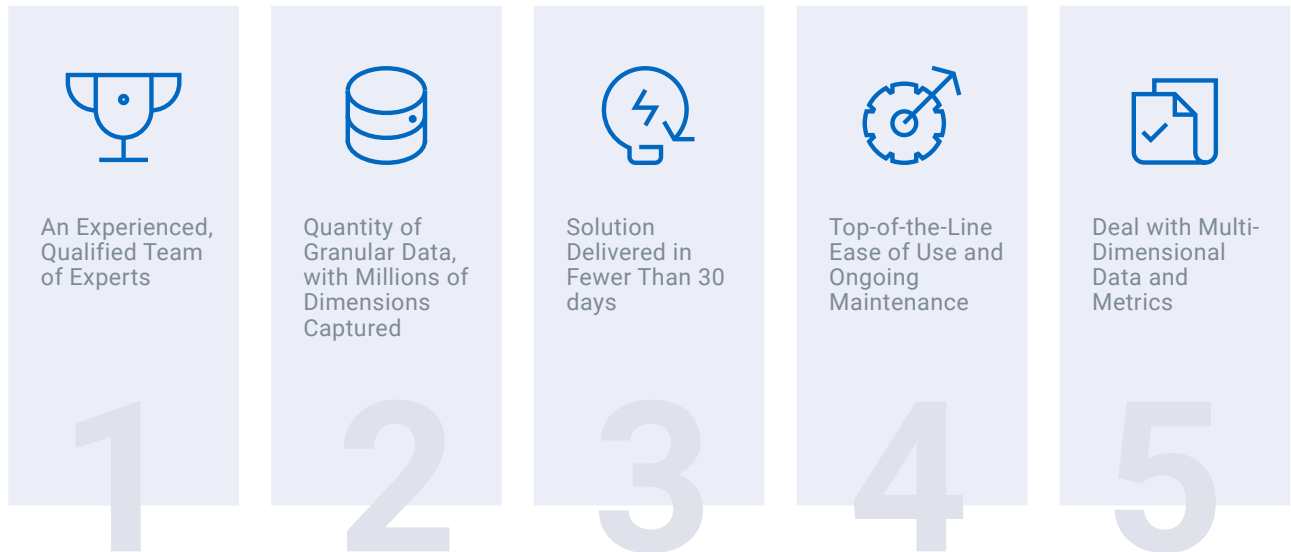 An Experienced,
Qualified Team
of Experts
1
Quantity of
Granular Data,
with Millions of
Dimensions
Captured
2
Solution
Delivered in
Fewer Than 30
days
3
Top-of-the-Line
Ease of Use and
Ongoing
Maintenance
4
Deal with Multi-
Dimensional
Data and
Metrics
5